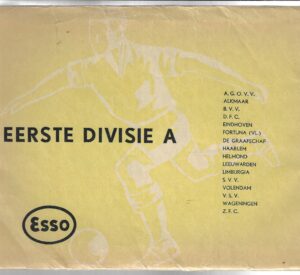 A.G.O.V.V.
ALKMAAR
B.V.V.
D.F.C.
EINDHOVEN
FORTUNA (VL.)
DE GRAAFSCHAP
HAARLEM
HELMOND
LEEUWARDEN
LIMBURGIA
S.V.V.
VOLENDAM
V.S.V.
WAGENINGEN
Z.F.C.
EERSTE DIVISIE A
Esso